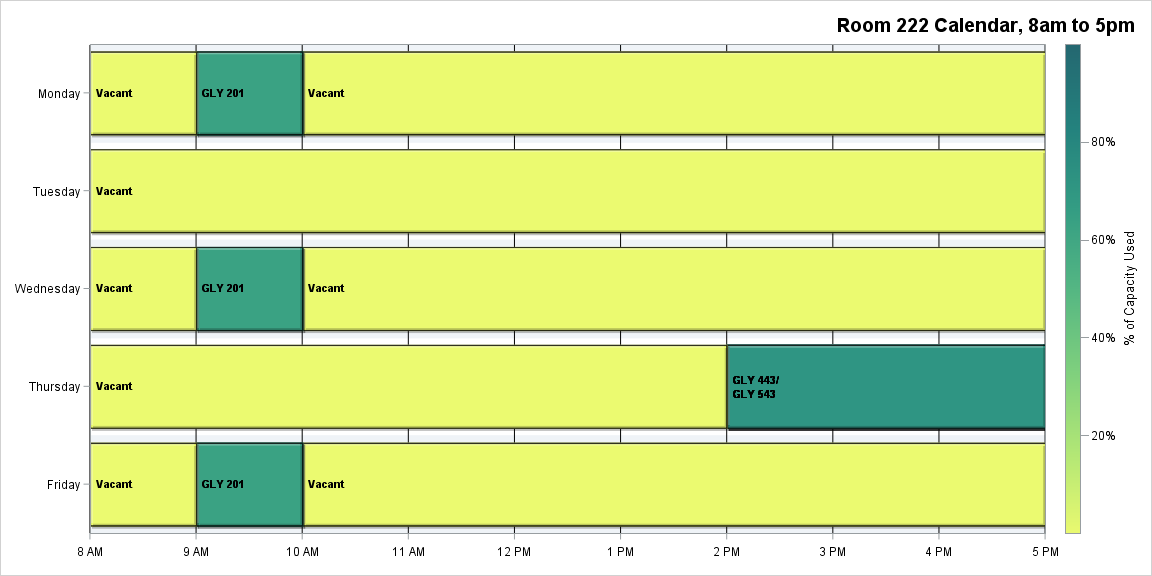 Room 222 Calendar, 8am to 5pm
Monday
Vacant
GLY 201
Vacant
80%
Tuesday
Vacant
60%
Wednesday
Vacant
GLY 201
Vacant
% of Capacity Used
40%
Thursday
Vacant
GLY 443/
GLY 543
20%
Friday
Vacant
GLY 201
Vacant
8 AM 9 AM 10 AM 11 AM 12 PM 1 PM 2 PM 3 PM 4 PM 5 PM